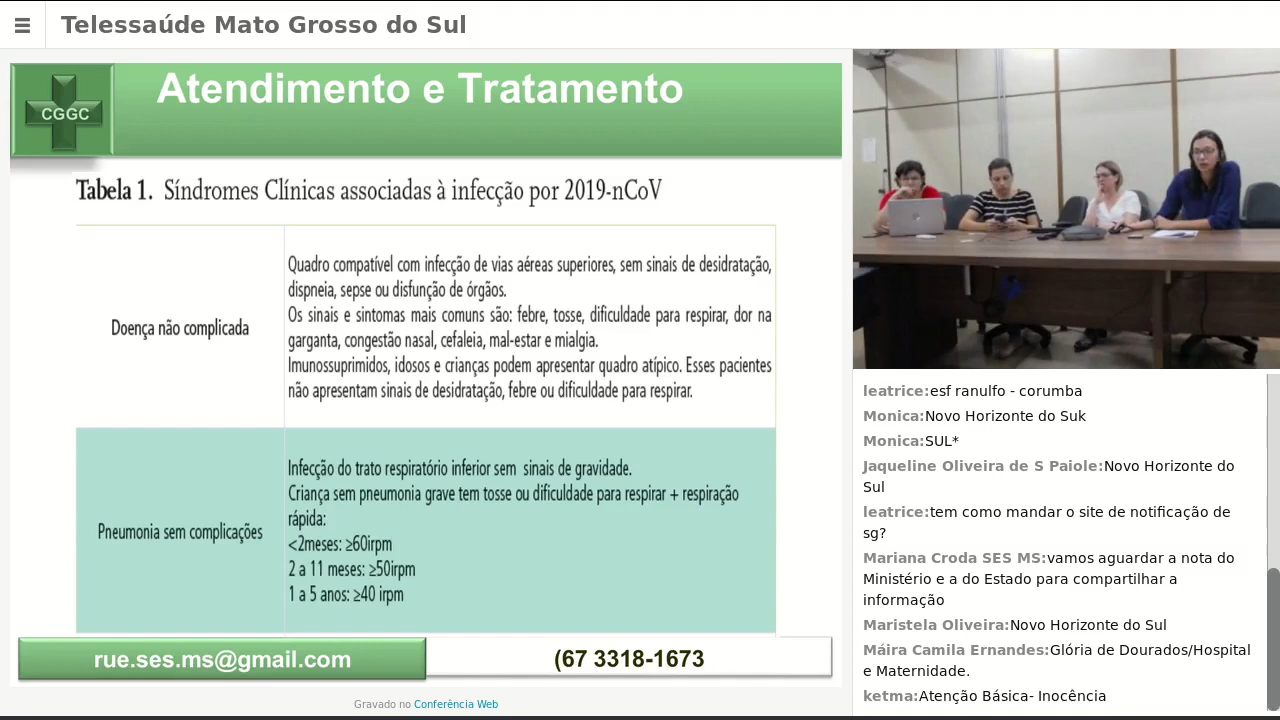 Telessaúde Mato Grosso do Sul
CGGC
Atendimento e Tratamento
Tabela 1. Síndromes Clínicas associadas à infecção por 2019-nCoV
Doença não complicada
Quadro compatível com infecção de vias aéreas superiores, sem sinais de desidratação,
dispneia, sepse ou disfunção de órgãos.
Os sinais e sintomas mais comuns são: febre, tosse, dificuldade para respirar, dor na
garganta, congestão nasal, cefaleia, mal-estar e mialgia.
Imunossuprimidos, idosos e crianças podem apresentar quadro atípico. Esses pacientes
não apresentam sinais de desidratação, febre ou dificuldade para respirar.
Pneumonia sem complicações
Infecção do trato respiratório inferior sem sinais de gravidade.
Criança sem pneumonia grave tem tosse ou dificuldade para respirar + respiração
rápida:
<2meses: ≥60irpm
2 a 11 meses: ≥50irpm
1 a 5 anos: ≥40 irpm
rue.ses.ms@gmail.com
(67 3318-1673
Gravado no Conferência Web
leatrice:esf ranulfo - corumba
Monica:Novo Horizonte do Suk
Monica:SUL*
Jaqueline Oliveira de S Paiole:Novo Horizonte do
Sul
leatrice:tem como mandar o site de notificação de
sg?
Mariana Croda SES MS:vamos aguardar a nota do
Ministério e a do Estado para compartilhar a
informação
Maristela Oliveira:Novo Horizonte do Sul
Máira Camila Ernandes:Glória de Dourados/Hospital
e Maternidade.
ketma:Atenção Básica- Inocência